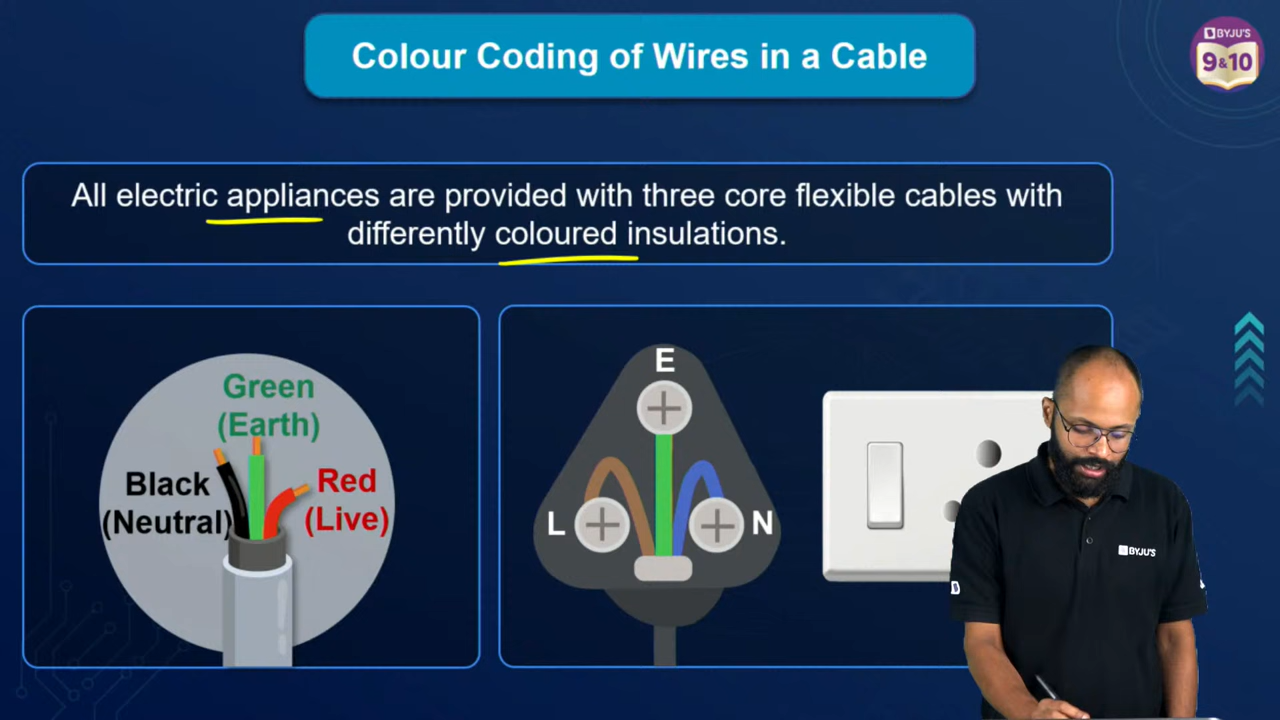 Colour Coding of Wires in a Cable
BYJU'S
9&10
All electric appliances are provided with three core flexible cables with
differently coloured insulations.
Green
(Earth)
Black
(Neutral)
Red
(Live)
E
L
N
BYJU'S